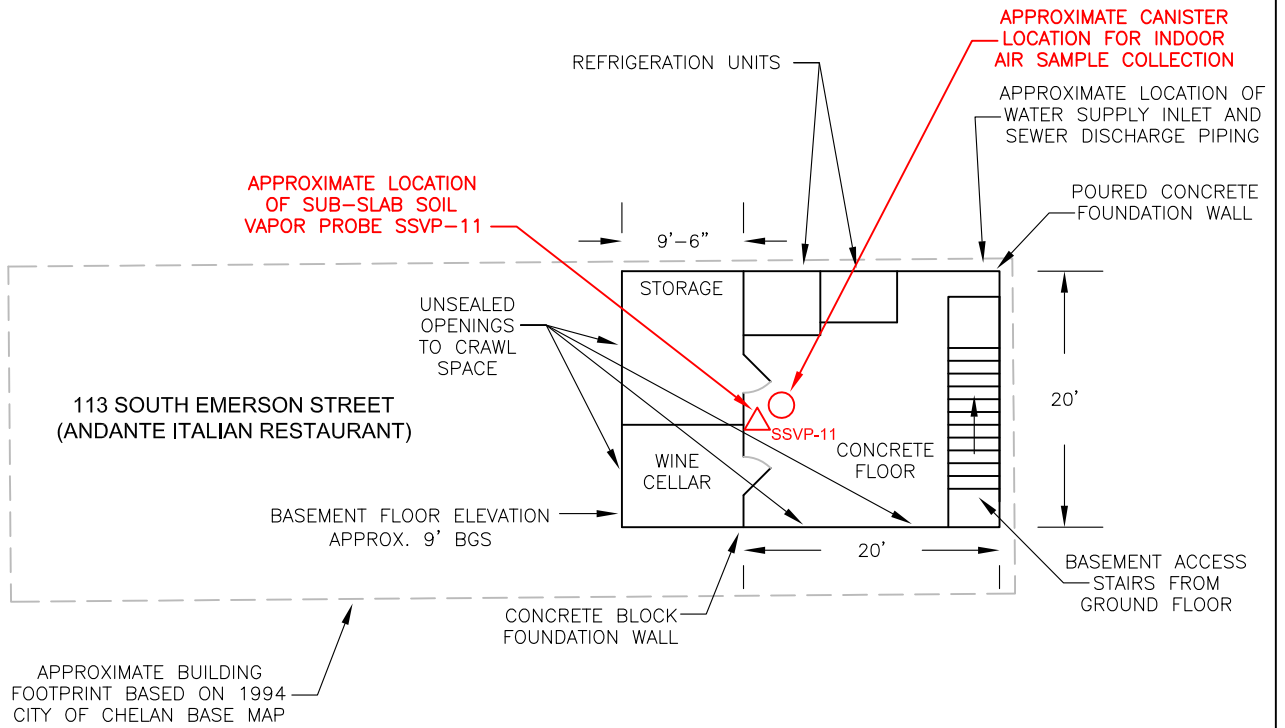 APPROXIMATE CANISTER
LOCATION FOR INDOOR
AIR SAMPLE COLLECTION
REFRIGERATION UNITS
APPROXIMATE LOCATION OF
WATER SUPPLY INLET AND
SEWER DISCHARGE PIPING
APPROXIMATE LOCATION
OF SUB-SLAB SOIL
VAPOR PROBE SSVP-11
POURED CONCRETE
FOUNDATION WALL
9'-6"
STORAGE
UNSEALED
OPENINGS
TO CRAWL
SPACE
113 SOUTH EMERSON STREET
(ANDANTE ITALIAN RESTAURANT)
20'
SSVP-11
CONCRETE
FLOOR
WINE
CELLAR
BASEMENT FLOOR ELEVATION
APPROX. 9' BGS
20'
BASEMENT ACCESS
STAIRS FROM
GROUND FLOOR
CONCRETE BLOCK
FOUNDATION WALL
APPROXIMATE BUILDING
FOOTPRINT BASED ON 1994
CITY OF CHELAN BASE MAP